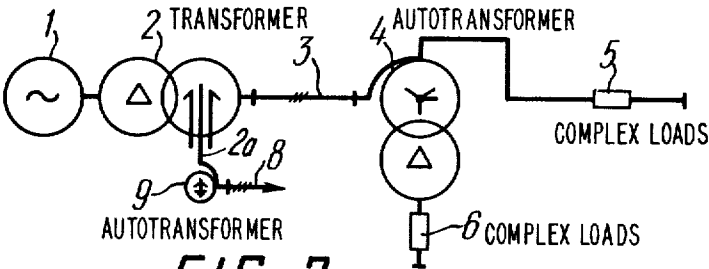 TRANSFORMER AUTOTRANSFORMER
1 2 3 4 5
COMPLEX LOADS
2a 8
9
AUTOTRANSFORMER
6 COMPLEX LOADS